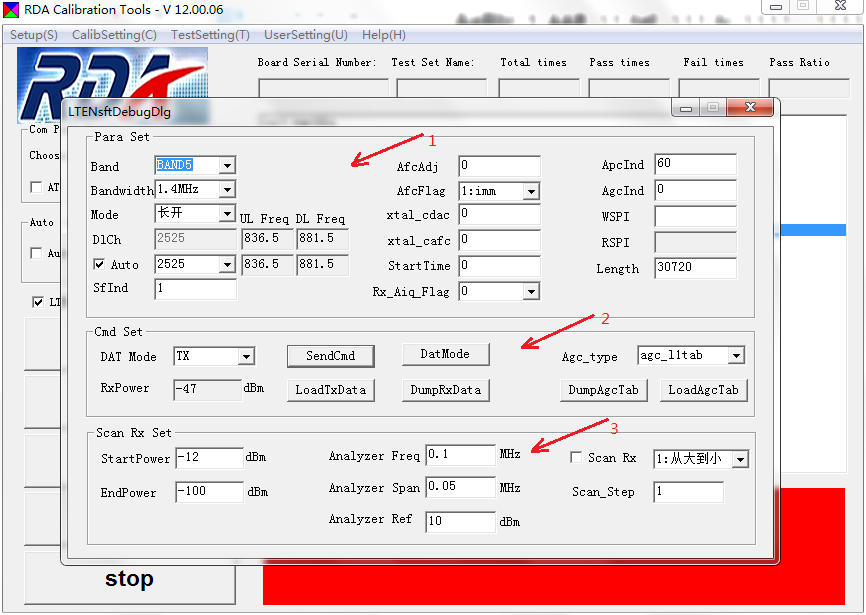 RDA Calibration Tools - V 12.00.06
Setup(S) CalibSetting(C) TestSetting(T) UserSetting(U) Help(H)
RDA
Board Serial Number: Test Set Name: Total times Pass times Fail times Pass Ratio
LTENsftDebugDlg
Com P
Choos
AT
Auto
Au
LT
Para Set
1
Band BAND5 AfcAdj 0 ApcInd 60
Bandwidth 1.4MHz AfcFlag 1:imm AgcInd 0
Mode 长开 UL Freq DL Freq xtal_cdac 0 WSPI
DlCh 2525 836.5 881.5 xtal_cafc 0 RSPI
Auto 2525 836.5 881.5 StartTime 0 Length 30720
SfInd 1 Rx_Aiq_Flag 0
Cmd Set
2
DAT Mode TX SendCmd DatMode Agc_type agc_l1tab
RxPower -47 dBm LoadTxData DumpRxData DumpAgcTab LoadAgcTab
Scan Rx Set
3
StartPower -12 dBm Analyzer Freq 0.1 MHz Scan Rx 1:从大到小
EndPower -100 dBm Analyzer Span 0.05 MHz Scan_Step 1
Analyzer Ref 10 dBm
stop